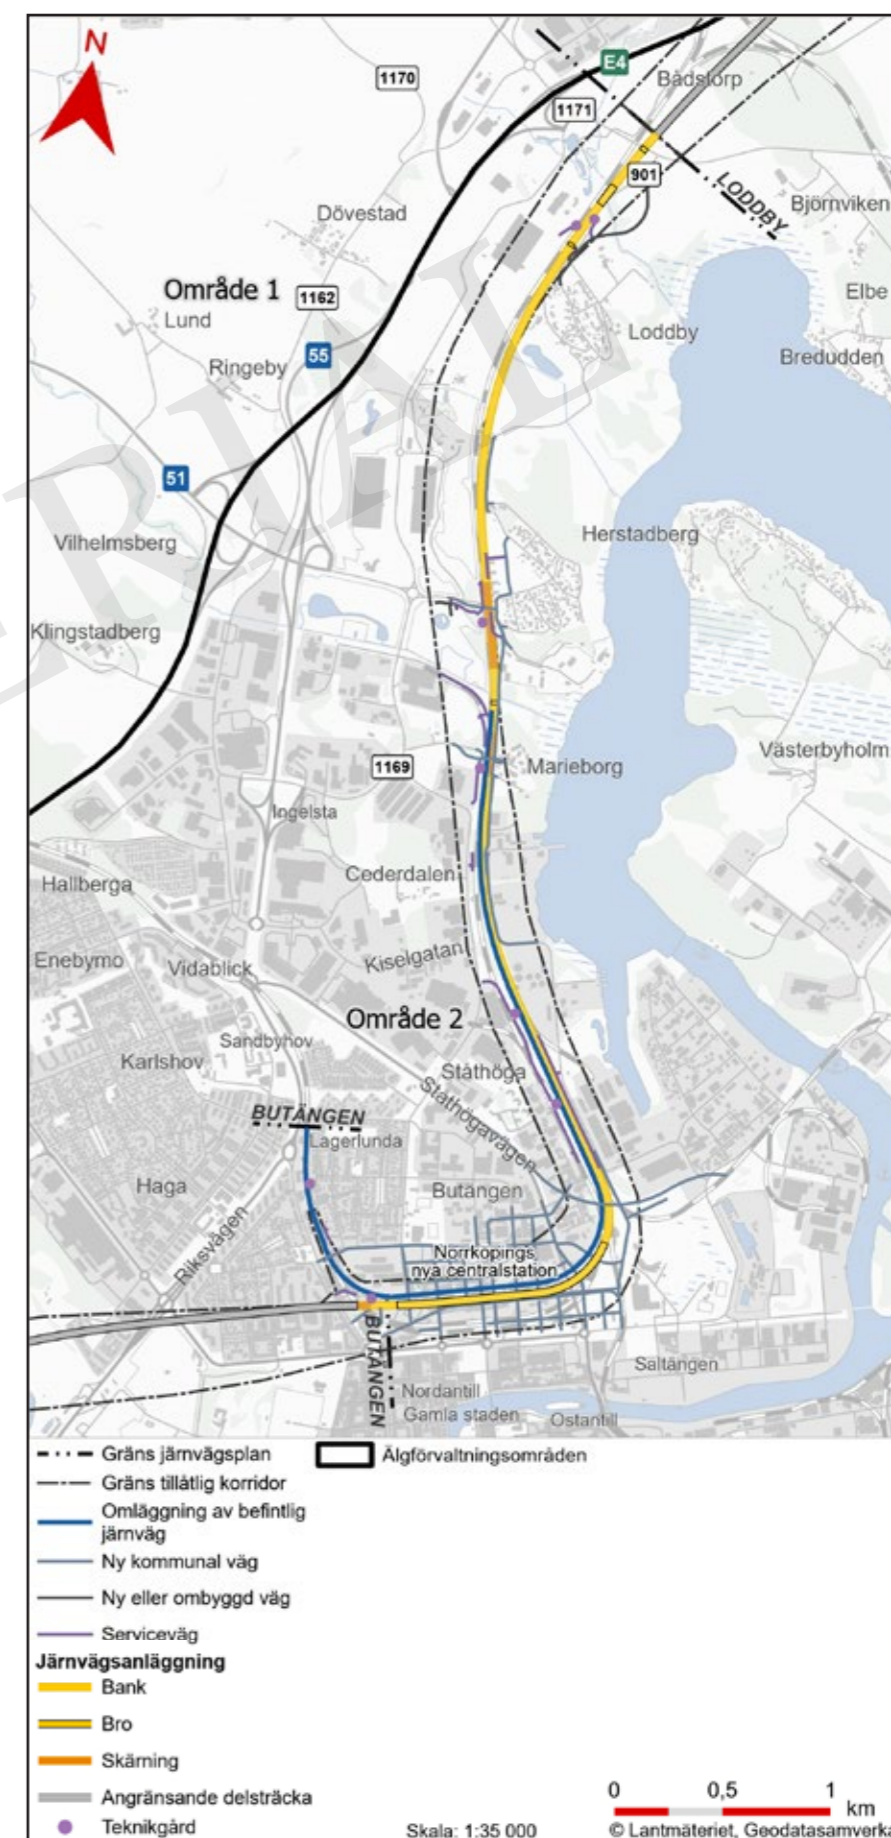 N
E4
1170
Bådstorp
1171
901
LODDBY
Björnviken
Dövestad
Område 1
1162
Elbe
Lund
55
Loddby
Ringeby
Bredudden
51
ERIAL
Vilhelmsberg
Herstadberg
Klingstadberg
Västerbyholm
1169
Marieborg
Ingelsta
Cederdalen
Hallberga
Enebymo
Vidablick
Kiselgatan
Område 2
Sandbyhov
Karlshov
Ståthöga
Ståthögavägen
BUTÄNGEN
Lagerlunda
Haga
Butängen
Riksvägen
Norrköpings
nya centralstation
BUTÄNGEN
Saltängen
Nordantill
Gamla staden
Östantill
Gräns järnvägsplan
Älgförvaltningsområden
Gräns tillåtlig korridor
Omläggning av befintlig
järnväg
Ny kommunal väg
Ny eller ombyggd väg
Serviceväg
Järnvägsanläggning
Bank
Bro
Skärning
Angränsande delsträcka
Teknikgård
0 0,5 1
km
Skala: 1:35 000
© Lantmäteriet, Geodatasamverka